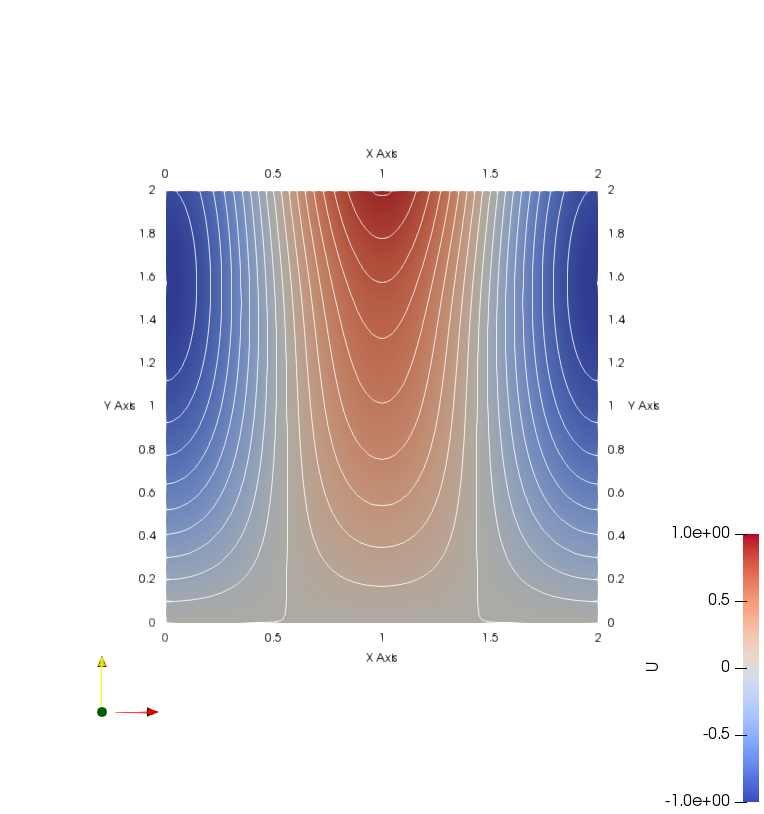 X Axis
0 0.5 1 1.5 2
2 2
1.8 1.8
1.6 1.6
1.4 1.4
1.2 1.2
Y Axis 1 1 Y Axis
0.8 0.8
0.6 0.6
0.4 0.4
0.2 0.2
0 0
0 0.5 1 1.5 2
X Axis
1.0e+00
0.5
U 0
-0.5
-1.0e+00